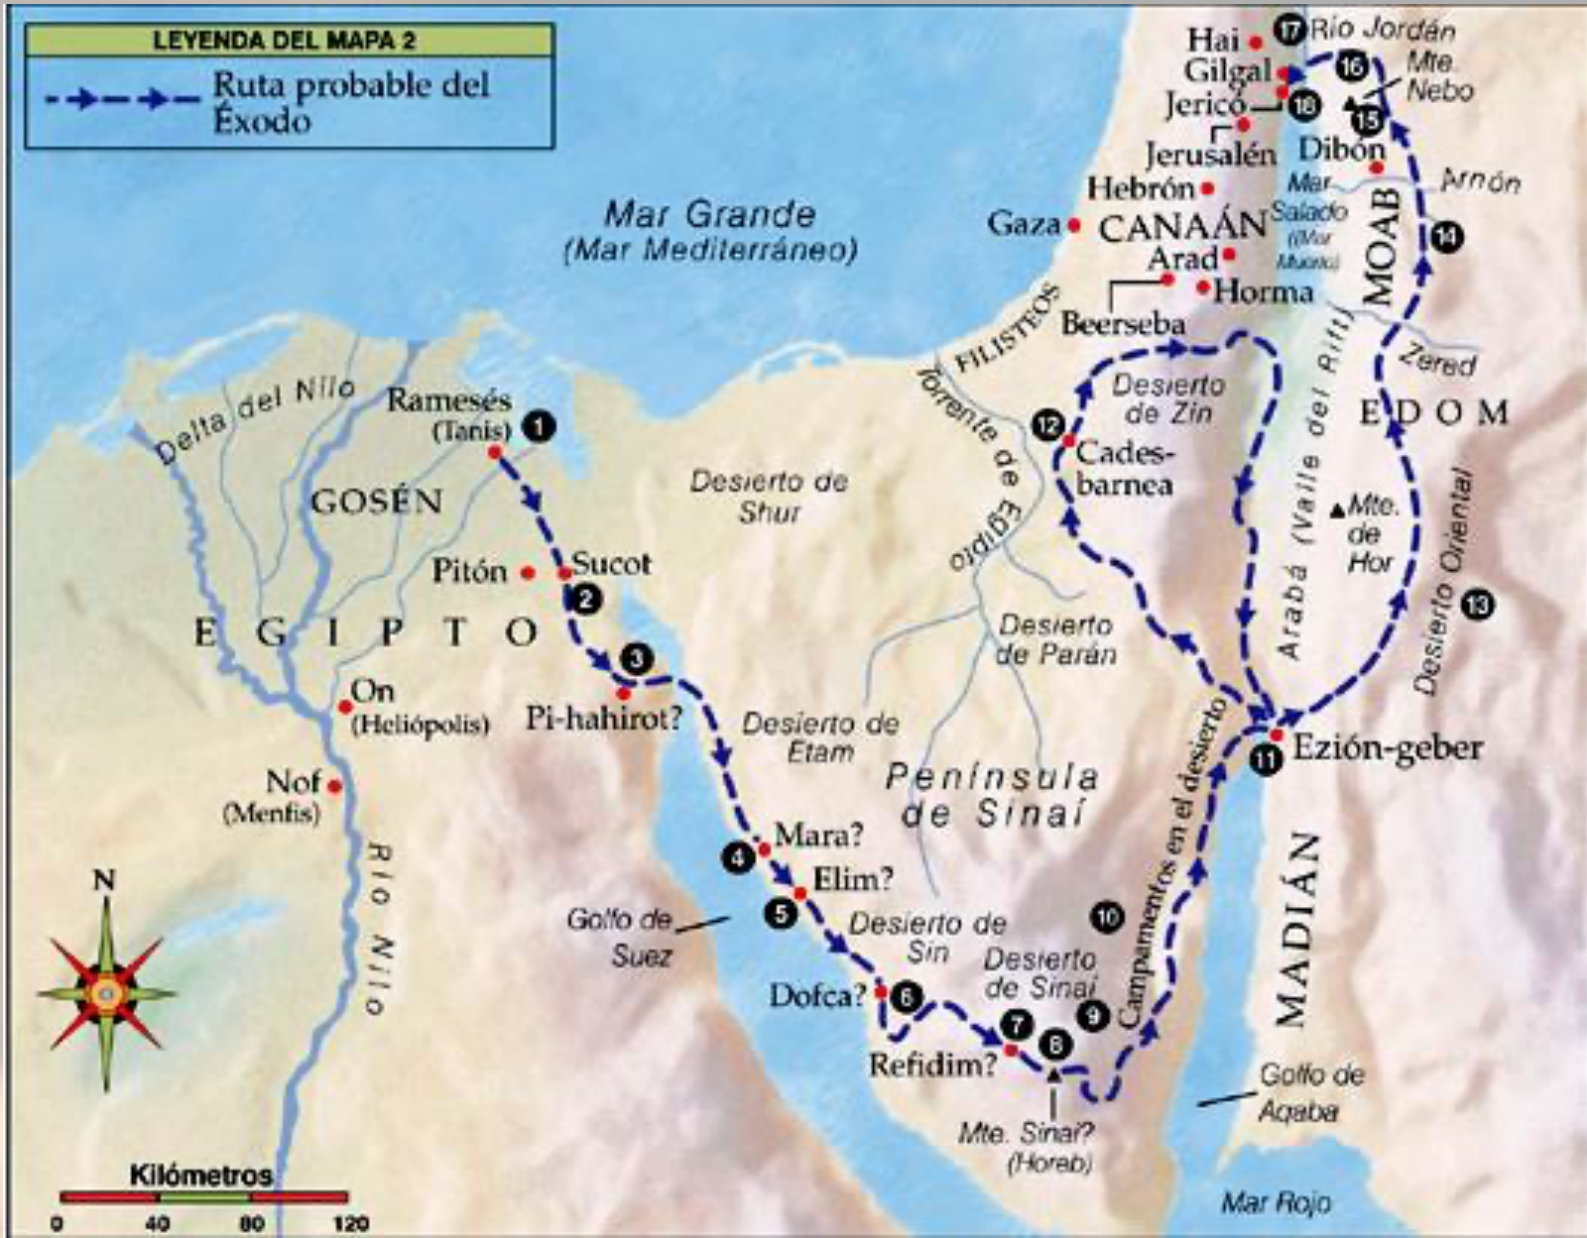 LEYENDA DEL MAPA 2
Ruta probable del
Éxodo
Mar Grande
(Mar Mediterráneo)
Hai
17
Río Jordán
Gilgal
16
Mte.
Nebo
Jericó
18
15
Jerusalén
Dibón
Hebrón
Mar
Salado
(Mar
Muerto)
Arnón
Gaza
CANAÁN
MOAB
14
Arad
Horma
Beerseba
FILISTEOS
Zered
Delta del Nilo
Ramesés
(Tanis)
1
Torrente de Egipto
Desierto
de Zin
EDOM
12
Cades-
barnea
GOSÉN
Desierto de
Shur
Arabá (Valle del Rift)
Mte.
de
Hor
Desierto Oriental
13
Pitón
Sucot
2
EGIPTO
Desierto
de Parán
3
On
(Heliópolis)
Pi-hahirot?
Desierto de
Etam
Península
de Sinaí
11
Ezión-geber
Nof
(Menfis)
Campamentos en el desierto
Mara?
4
Elim?
5
Río Nilo
N
Golfo de
Suez
Desierto de
Sin
10
Desierto
de Sinaí
MADIÁN
Dofca?
6
7
9
8
Refidim?
Mte. Sinaí?
(Horeb)
Golfo de
Aqaba
Kilómetros
0 40 80 120
Mar Rojo